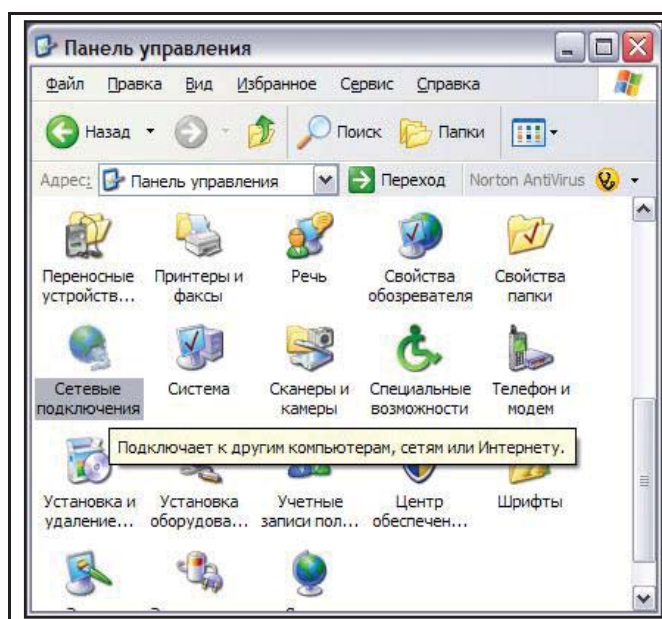 Панель управления
Файл Правка Вид Избранное Сервис Справка
Назад Поиск Папки
Адрес: Панель управления Переход Norton AntiVirus
Переносные устройств...
Принтеры и факсы
Речь
Свойства обозревателя
Свойства папки
Сетевые подключения
Система
Сканеры и камеры
Специальные возможности
Телефон и модем
Подключает к другим компьютерам, сетям или Интернету.
Установка и удаление...
Установка оборудова...
Учетные записи пол...
Центр обеспечен...
Шрифты